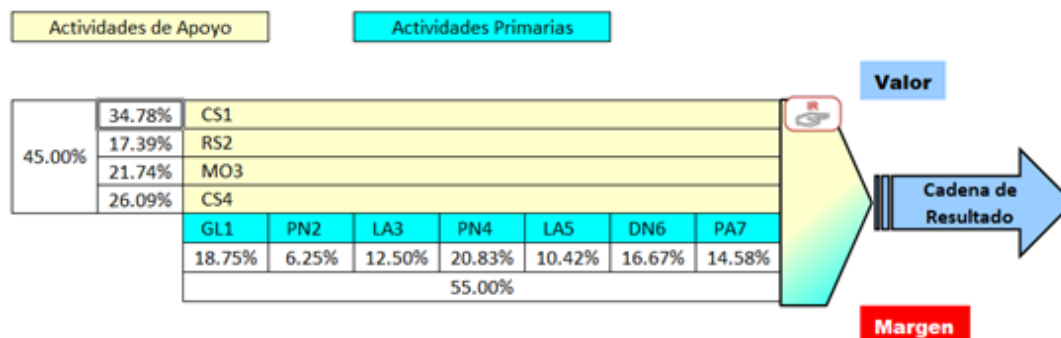 Actividades de Apoyo
Actividades Primarias
Valor
34.78% CS1
IR
17.39% RS2
45.00%
21.74% MO3
26.09% CS4
Cadena de
Resultado
GL1 PN2 LA3 PN4 LA5 DN6 PA7
18.75% 6.25% 12.50% 20.83% 10.42% 16.67% 14.58%
55.00%
Margen